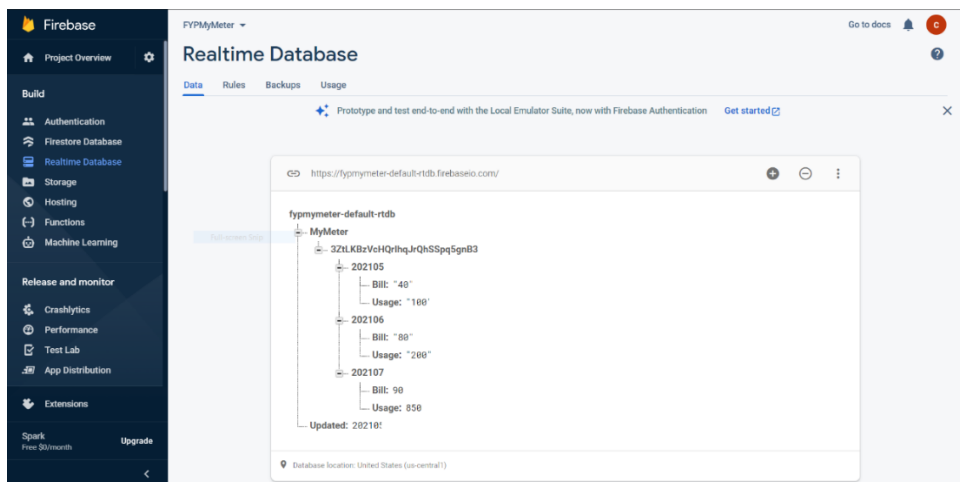 Firebase
FYPMyMeter
Go to docs
C
Project Overview
Realtime Database
Data Rules Backups Usage
Build
Prototype and test end-to-end with the Local Emulator Suite, now with Firebase Authentication Get started
Authentication
Firestore Database
Realtime Database
Storage
Hosting
Functions
Machine Learning
https://fypmymeter-default-rtdb.firebaseio.com/
fypmymeter-default-rtdb
MyMeter
3ZtLKBzVcHQrlhqJrQhSSpq5gnB3
202105
Bill: "40"
Usage: "100"
202106
Bill: "80"
Usage: "200"
202107
Bill: 90
Usage: 850
Updated:
Release and monitor
Crashlytics
Performance
Test Lab
App Distribution
Extensions
Spark
Free $0/month
Upgrade
Database location: United States (us-central1)